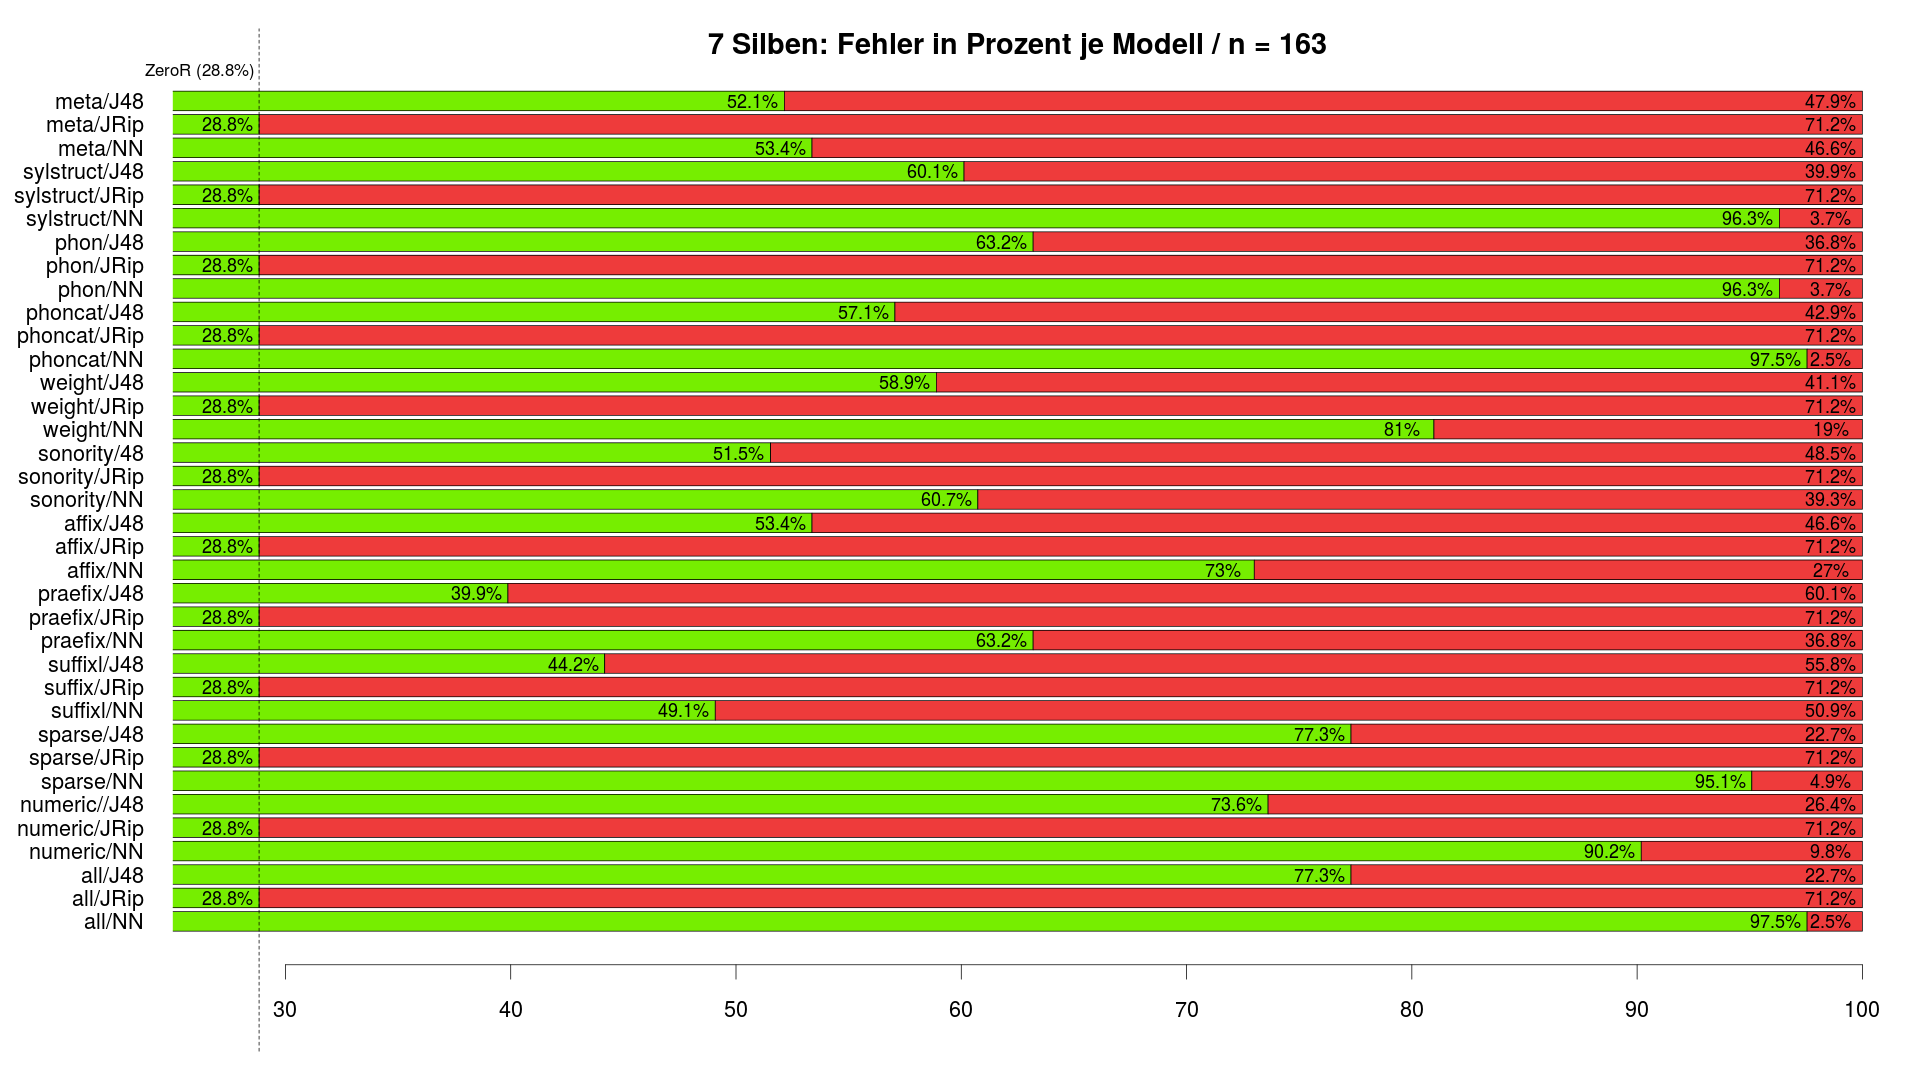 7 Silben: Fehler in Prozent je Modell / n = 163
ZeroR (28.8%)
meta/J48 52.1% 47.9%
meta/JRip 28.8% 71.2%
meta/NN 53.4% 46.6%
sylstruct/J48 60.1% 39.9%
sylstruct/JRip 28.8% 71.2%
sylstruct/NN 96.3% 3.7%
phon/J48 63.2% 36.8%
phon/JRip 28.8% 71.2%
phon/NN 96.3% 3.7%
phoncat/J48 57.1% 42.9%
phoncat/JRip 28.8% 71.2%
phoncat/NN 97.5% 2.5%
weight/J48 58.9% 41.1%
weight/JRip 28.8% 71.2%
weight/NN 81% 19%
sonority/48 51.5% 48.5%
sonority/JRip 28.8% 71.2%
sonority/NN 60.7% 39.3%
affix/J48 53.4% 46.6%
affix/JRip 28.8% 71.2%
affix/NN 73% 27%
praefix/J48 39.9% 60.1%
praefix/JRip 28.8% 71.2%
praefix/NN 63.2% 36.8%
suffixl/J48 44.2% 55.8%
suffix/JRip 28.8% 71.2%
suffixl/NN 49.1% 50.9%
sparse/J48 77.3% 22.7%
sparse/JRip 28.8% 71.2%
sparse/NN 95.1% 4.9%
numeric//J48 73.6% 26.4%
numeric/JRip 28.8% 71.2%
numeric/NN 90.2% 9.8%
all/J48 77.3% 22.7%
all/JRip 28.8% 71.2%
all/NN 97.5% 2.5%
30 40 50 60 70 80 90 100